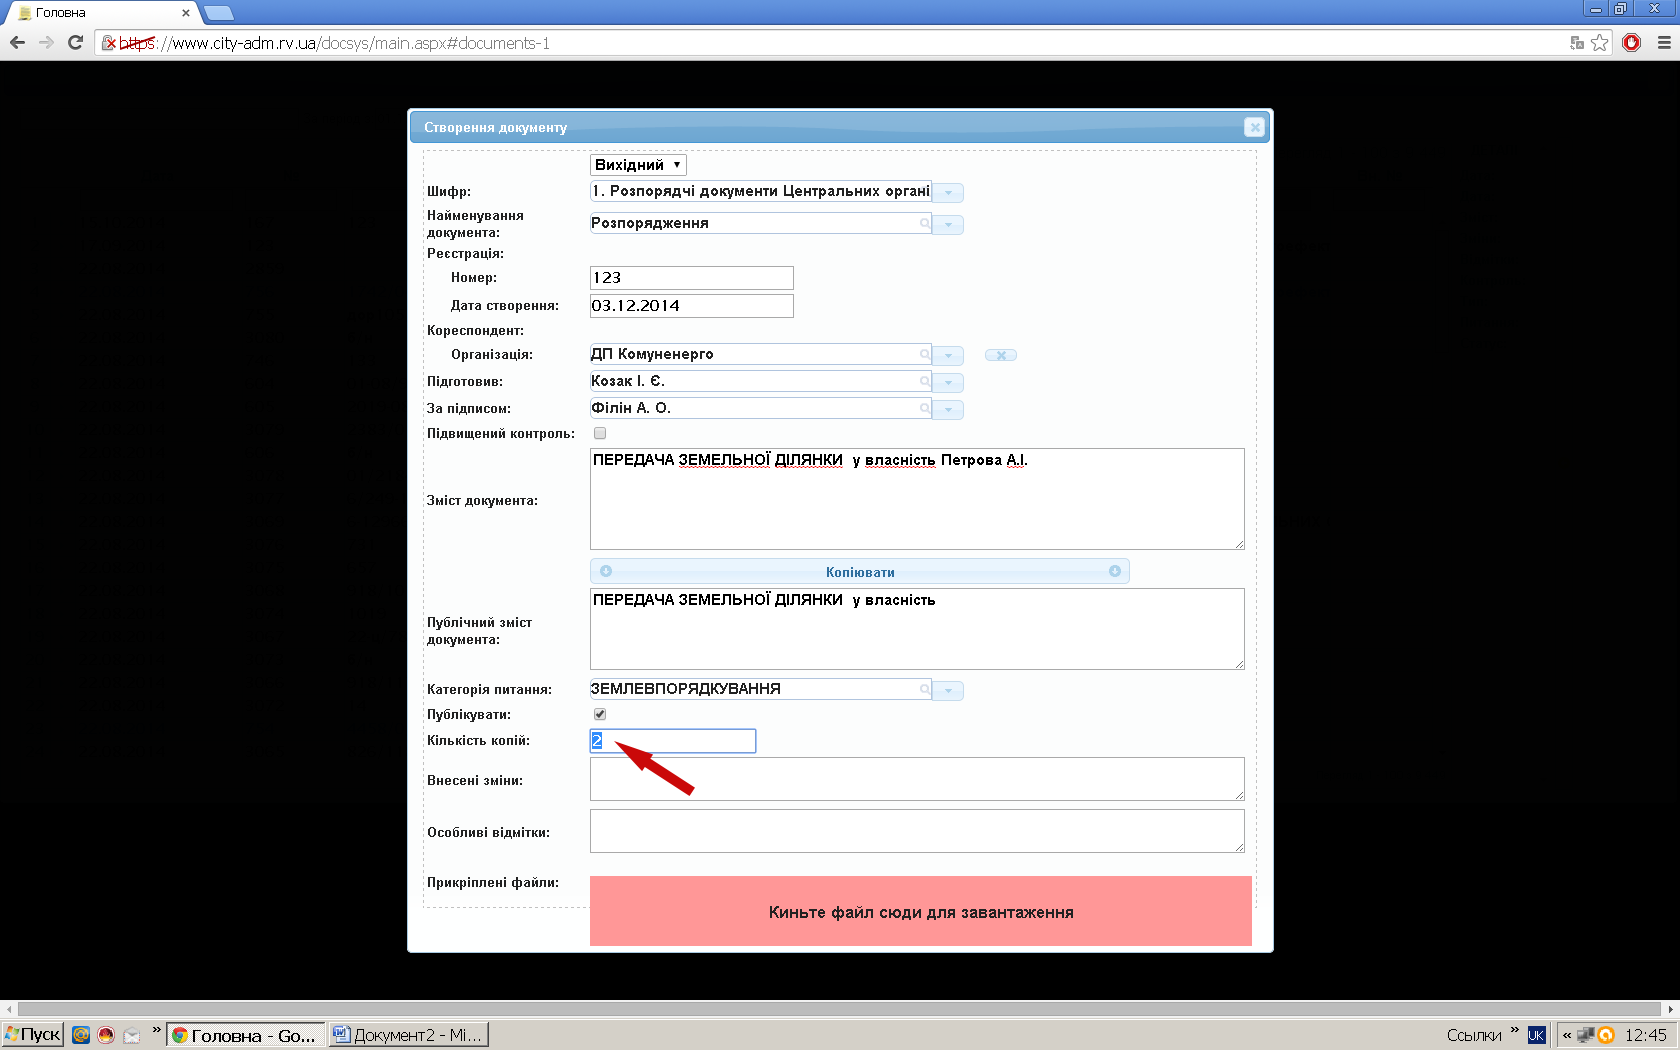 Головна
https://www.city-adm.rv.ua/docsys/main.aspx#documents-1
Створення документу
Вихідний
Шифр: 1. Розпорядчі документи Центральних органі
Найменування документа: Розпорядження
Реєстрація:
Номер: 123
Дата створення: 03.12.2014
Кореспондент:
Організація: ДП Комуненерго
Підготовив: Козак І. Є.
За підписом: Філін А. О.
Підвищений контроль:
Зміст документа: ПЕРЕДАЧА ЗЕМЕЛЬНОЇ ДІЛЯНКИ  у власність Петрова А.І.
Копіювати
Публічний зміст документа: ПЕРЕДАЧА ЗЕМЕЛЬНОЇ ДІЛЯНКИ  у власність
Категорія питання: ЗЕМЛЕВПОРЯДКУВАННЯ
Публікувати:
Кількість копій: 2
Внесені зміни:
Особливі відмітки:
Прикріплені файли: Киньте файл сюди для завантаження
Пуск » Головна - Go... Документ2 - Mi... Ссылки » UK « 12:45